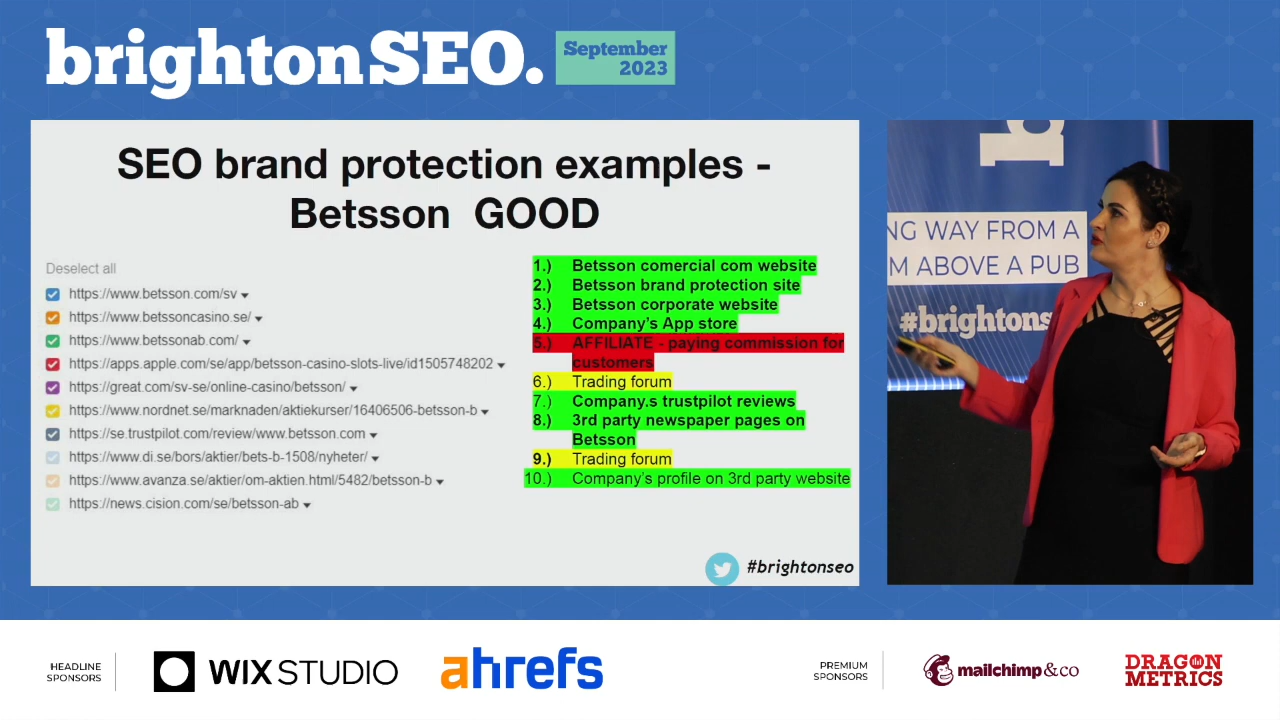 brightonSEO.
September
2023
SEO brand protection examples -
Betsson GOOD
Deselect all
https://www.betsson.com/sv
https://www.betssoncasino.se/
https://www.betssonab.com/
https://apps.apple.com/se/app/betsson-casino-slots-live/id1505748202
https://great.com/sv-se/online-casino/betsson/
https://www.nordnet.se/marknaden/aktiekurser/16406506-betsson-b
https://se.trustpilot.com/review/www.betsson.com
https://www.di.se/bors/aktier/bets-b-1508/nyheter/
https://www.avanza.se/aktier/om-aktien.html/5482/betsson-b
https://news.cision.com/se/betsson-ab
1.) Betsson comercial com website
2.) Betsson brand protection site
3.) Betsson corporate website
4.) Company's App store
5.) AFFILIATE - paying commission for
customers
6.) Trading forum
7.) Company.s trustpilot reviews
8.) 3rd party newspaper pages on
Betsson
9.) Trading forum
10.) Company's profile on 3rd party website
#brightonseo
NG WAY FROM A
M ABOVE A PUB
#brightons
HEADLINE
SPONSORS
WIX STUDIO
ahrefs
PREMIUM
SPONSORS
mailchimp&co
DRAGON
METRICS